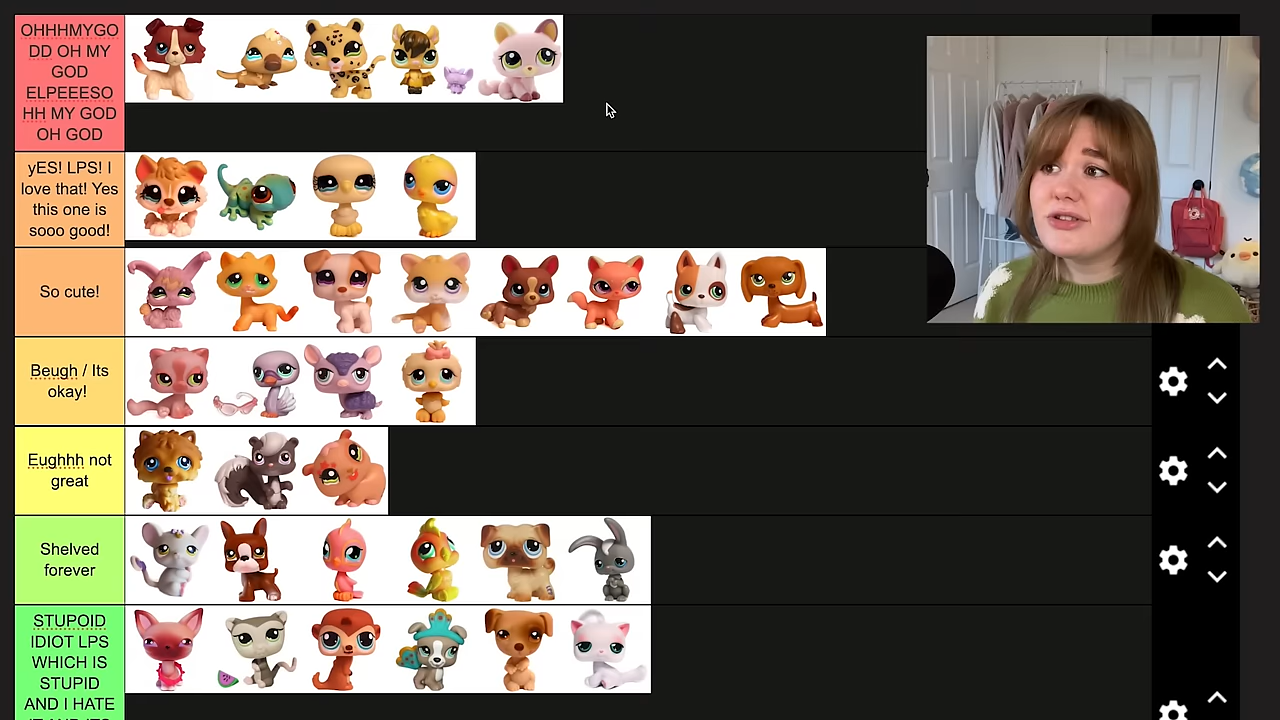 OHHHMYGO
DD OH MY
GOD
ELPEEESO
HH MY GOD
OH GOD
yES! LPS! I
love that! Yes
this one is
sooo good!
So cute!
Beugh / Its
okay!
Eughhh not
great
Shelved
forever
STUPOID
IDIOT LPS
WHICH IS
STUPID
AND I HATE